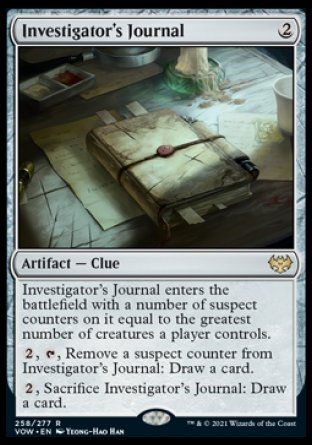 Investigator's Journal 2
Artifact — Clue
Investigator's Journal enters the
battlefield with a number of suspect
counters on it equal to the greatest
number of creatures a player controls.
2, , Remove a suspect counter from
Investigator's Journal: Draw a card.
2, Sacrifice Investigator's Journal: Draw
a card.
258/277 R
VOW • EN Yeong-Hao Han
™ & © 2021 Wizards of the Coast